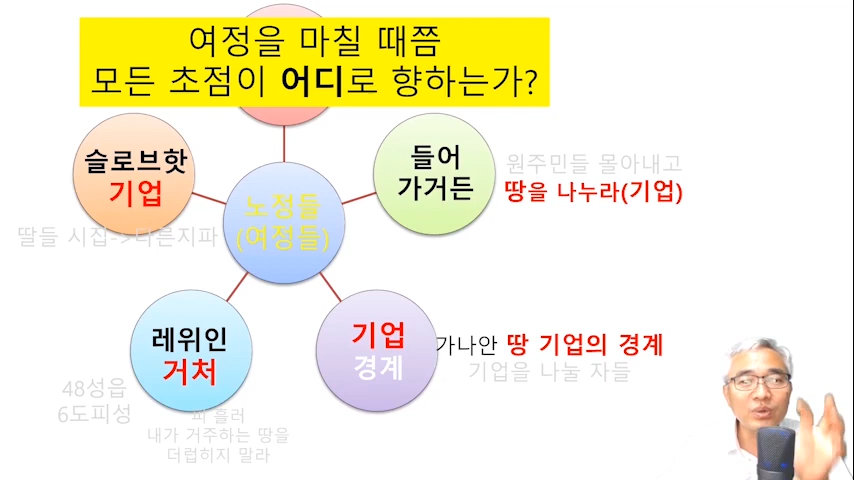 여정을 마칠 때쯤
모든 초점이 어디로 향하는가?
슬로브핫
기업
딸들 시집->다른지파
노정들
(여정들)
들어
가거든
원주민들 몰아내고
땅을 나누라(기업)
레위인
거처
48성읍
6도피성
피 흘러
내가 거주하는 땅을
더럽히지 말라
기업
경계
가나안 땅 기업의 경계
기업을 나눌 자들